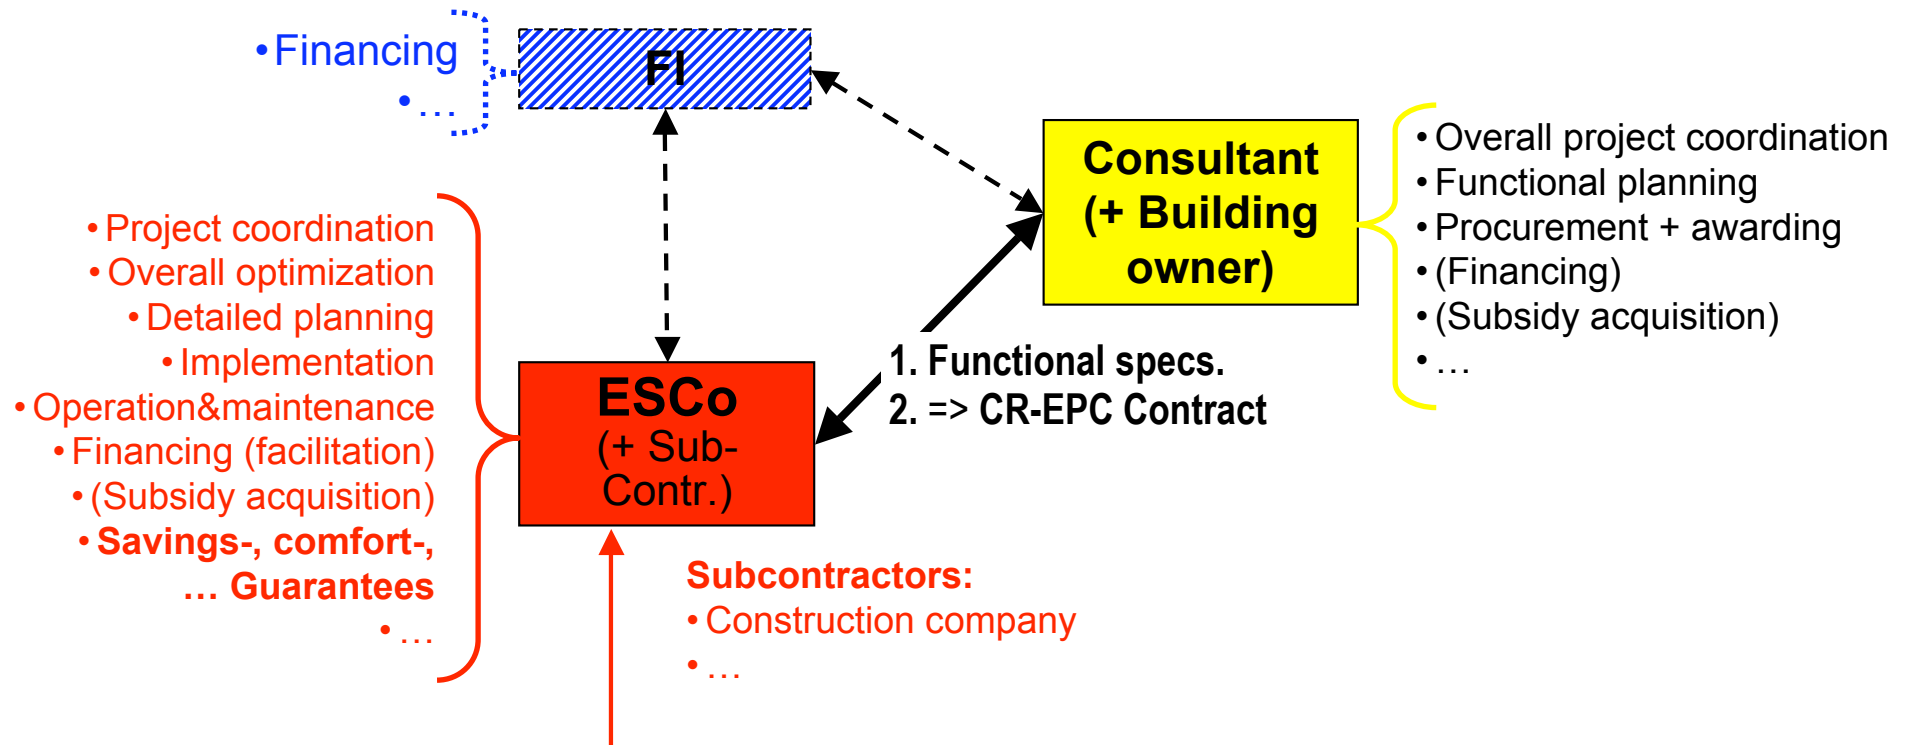 • Financing
• …
FI
Consultant
(+ Building
owner)
• Overall project coordination
• Functional planning
• Procurement + awarding
• (Financing)
• (Subsidy acquisition)
• …
• Project coordination
• Overall optimization
• Detailed planning
• Implementation
• Operation&maintenance
• Financing (facilitation)
• (Subsidy acquisition)
• Savings-, comfort-,
… Guarantees
• …
ESCo
(+ Sub-
Contr.)
1. Functional specs.
2. => CR-EPC Contract
Subcontractors:
• Construction company
• …